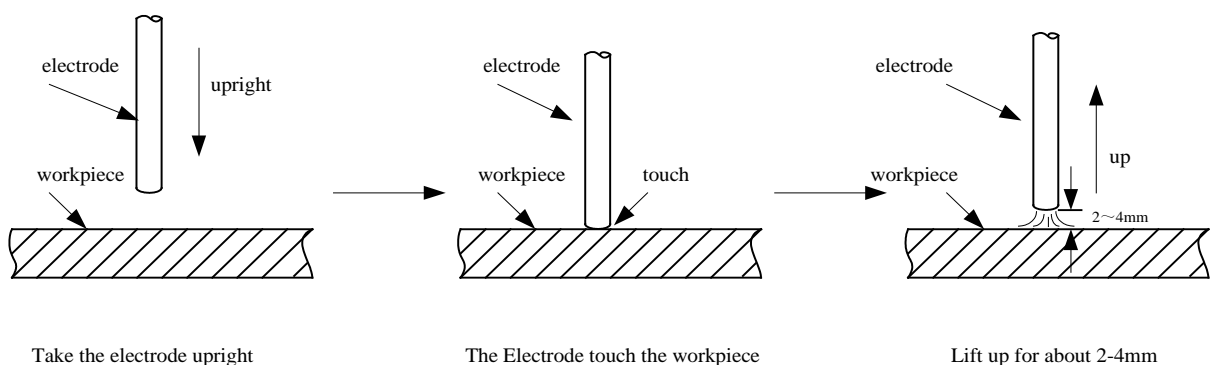 electrode
upright
workpiece
Take the electrode upright
electrode
workpiece
touch
The Electrode touch the workpiece
electrode
up
workpiece
2～4mm
Lift up for about 2-4mm